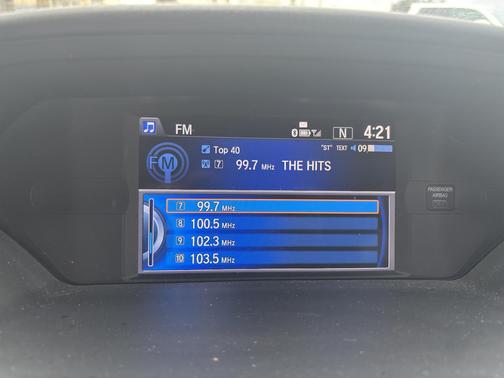 FM N 4:21
Top 40 "ST" TEXT 09
FM 7 99.7 MHz THE HITS
7 99.7 MHz
8 100.5 MHz
9 102.3 MHz
10 103.5 MHz
PASSENGER
AIRBAG